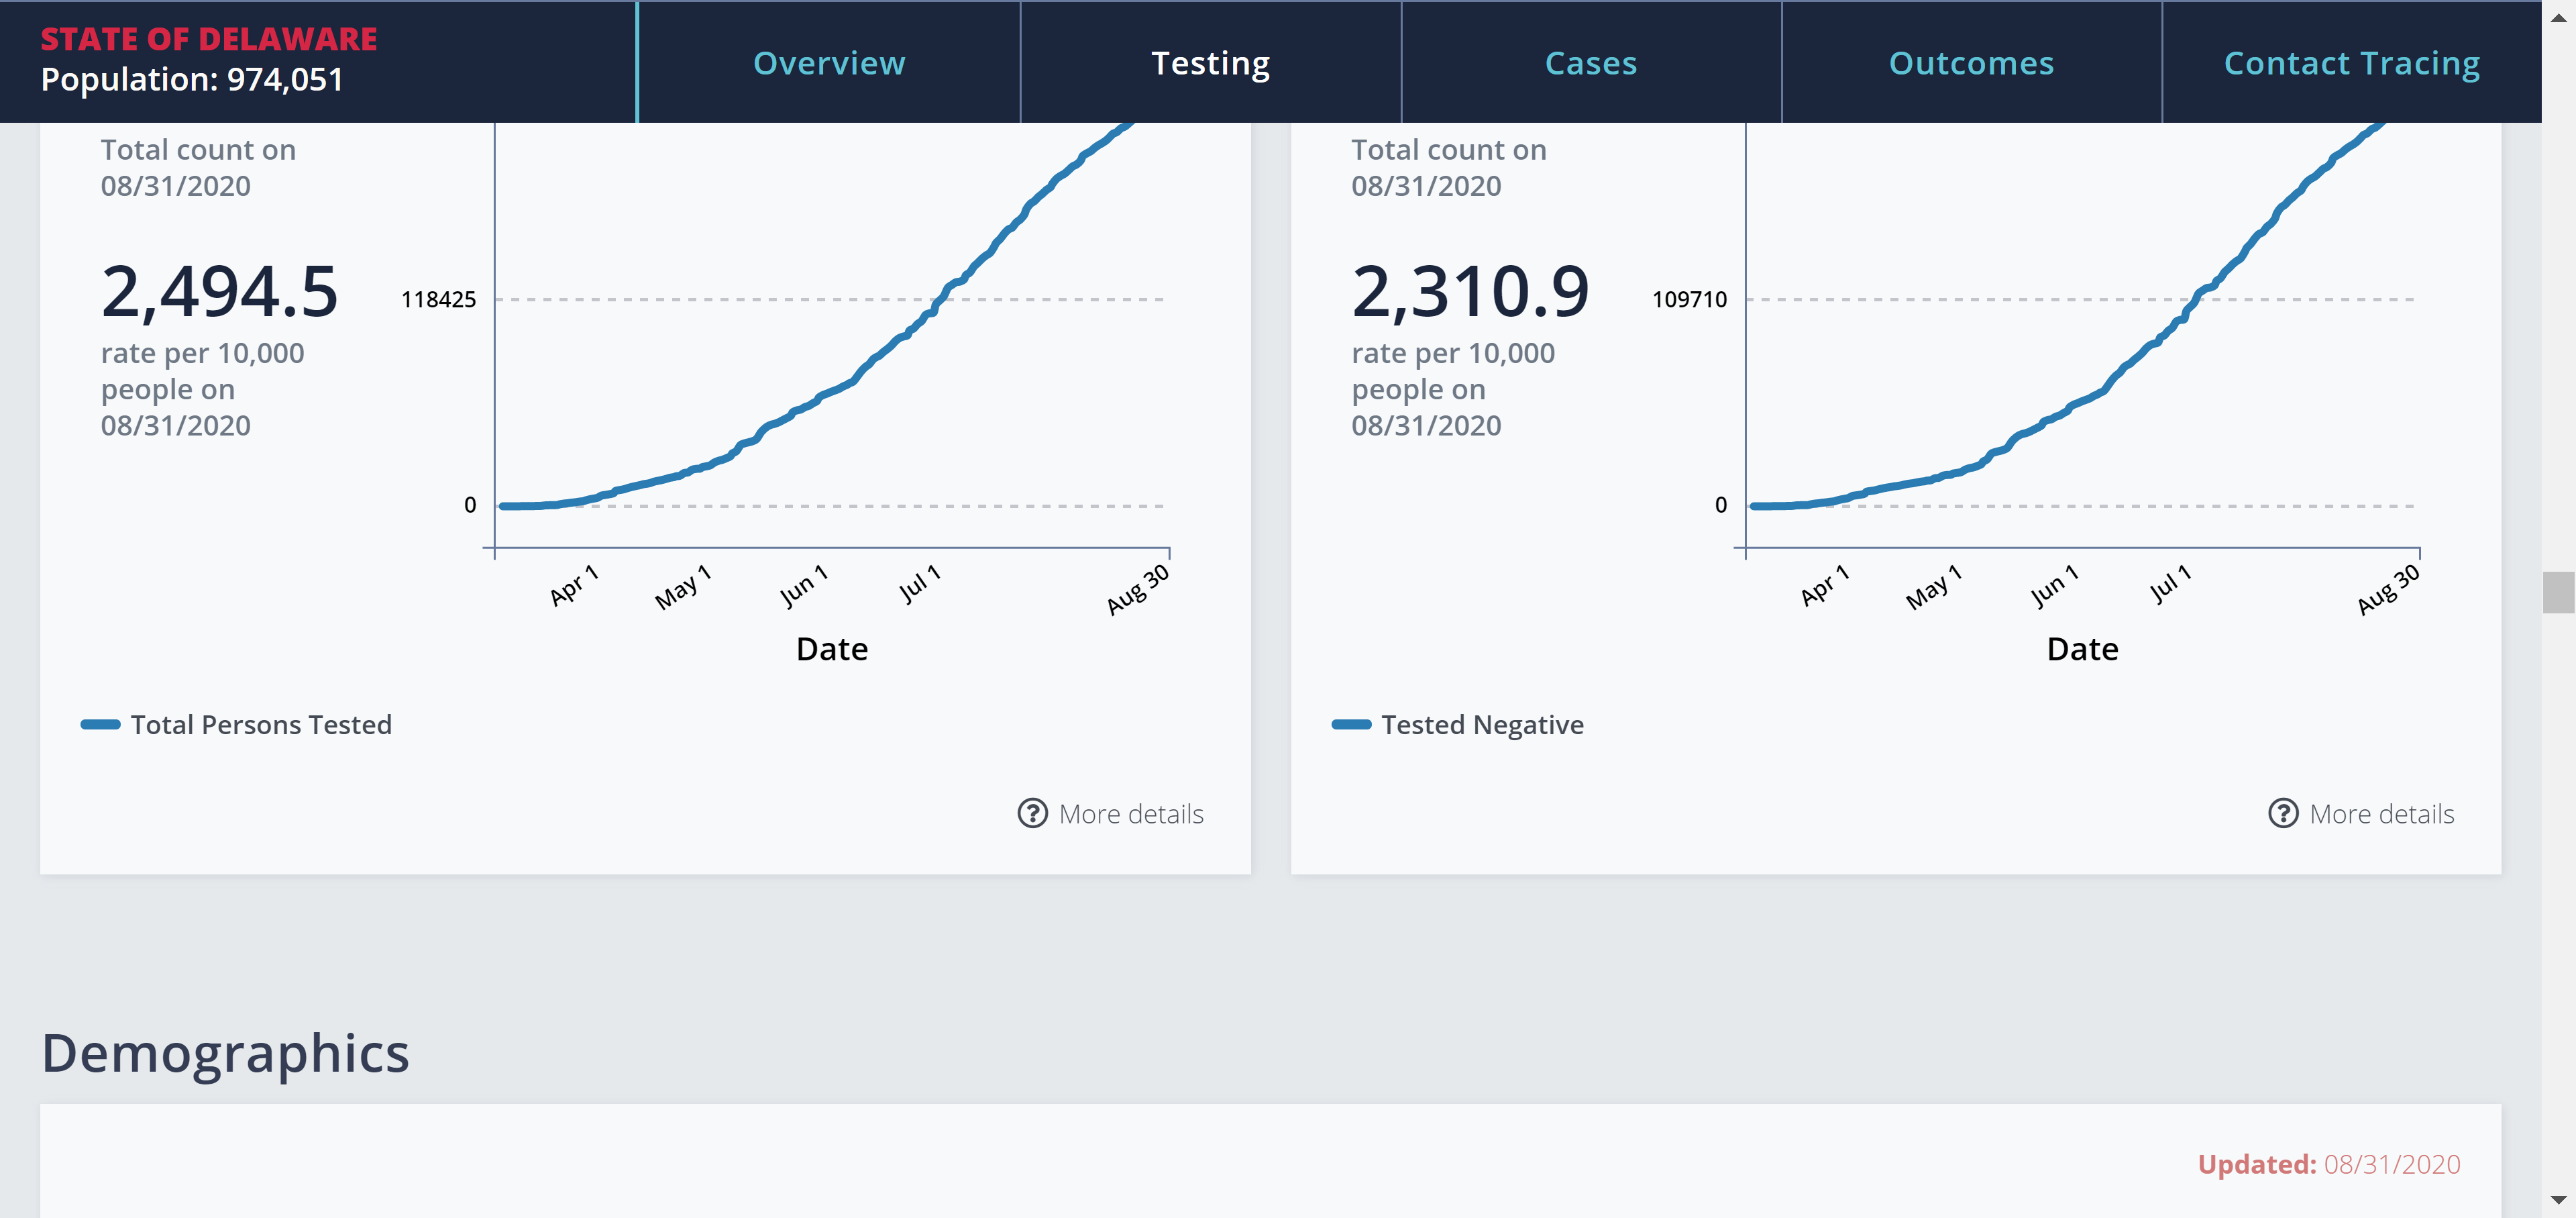 STATE OF DELAWARE
Population: 974,051
Overview
Testing
Cases
Outcomes
Contact Tracing
Total count on
08/31/2020
2,494.5
rate per 10,000
people on
08/31/2020
118425
0
Apr 1
May 1
Jun 1
Jul 1
Aug 30
Date
Total Persons Tested
More details
Total count on
08/31/2020
2,310.9
rate per 10,000
people on
08/31/2020
109710
0
Apr 1
May 1
Jun 1
Jul 1
Aug 30
Date
Tested Negative
More details
Demographics
Updated: 08/31/2020